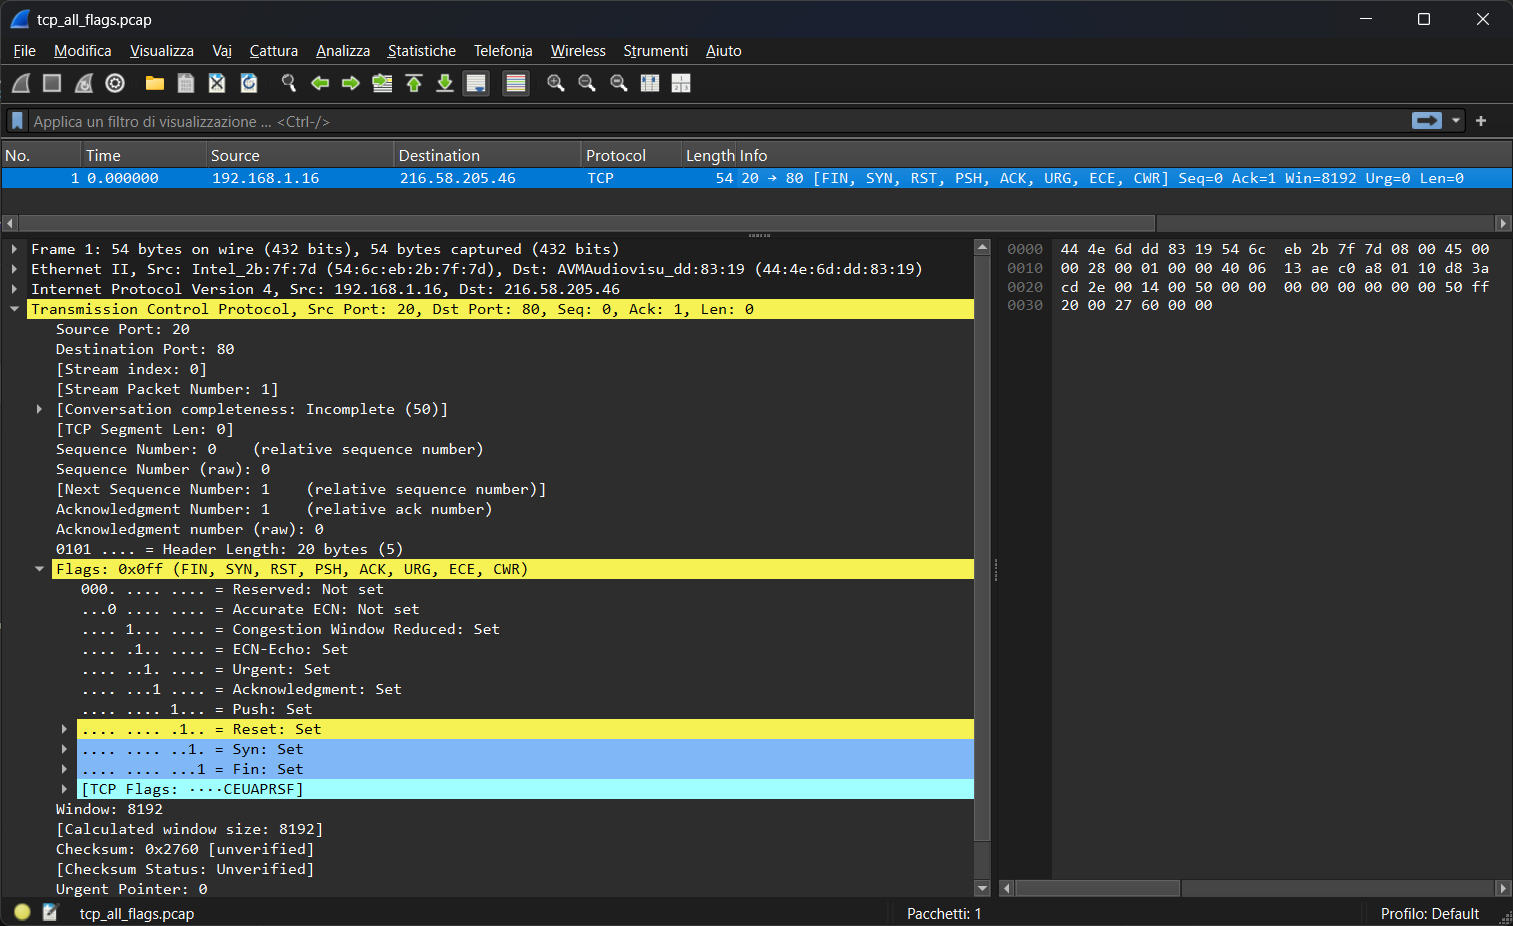 tcp_all_flags.pcap
File Modifica Visualizza Vai Cattura Analizza Statistiche Telefonia Wireless Strumenti Aiuto
Applica un filtro di visualizzazione ... <Ctrl-/>
No. Time Source Destination Protocol Length Info
1 0.000000 192.168.1.16 216.58.205.46 TCP 54 20 → 80 [FIN, SYN, RST, PSH, ACK, URG, ECE, CWR] Seq=0 Ack=1 Win=8192 Urg=0 Len=0
Frame 1: 54 bytes on wire (432 bits), 54 bytes captured (432 bits)
Ethernet II, Src: Intel_2b:7f:7d (54:6c:eb:2b:7f:7d), Dst: AVMAudiovisu_dd:83:19 (44:4e:6d:dd:83:19)
Internet Protocol Version 4, Src: 192.168.1.16, Dst: 216.58.205.46
Transmission Control Protocol, Src Port: 20, Dst Port: 80, Seq: 0, Ack: 1, Len: 0
Source Port: 20
Destination Port: 80
[Stream index: 0]
[Stream Packet Number: 1]
[Conversation completeness: Incomplete (50)]
[TCP Segment Len: 0]
Sequence Number: 0    (relative sequence number)
Sequence Number (raw): 0
[Next Sequence Number: 1    (relative sequence number)]
Acknowledgment Number: 1    (relative ack number)
Acknowledgment number (raw): 0
0101 .... = Header Length: 20 bytes (5)
Flags: 0x0ff (FIN, SYN, RST, PSH, ACK, URG, ECE, CWR)
000. .... .... = Reserved: Not set
...0 .... .... = Accurate ECN: Not set
.... 1... .... = Congestion Window Reduced: Set
.... .1.. .... = ECN-Echo: Set
.... ..1. .... = Urgent: Set
.... ...1 .... = Acknowledgment: Set
.... .... 1... = Push: Set
.... .... .1.. = Reset: Set
.... .... ..1. = Syn: Set
.... .... ...1 = Fin: Set
[TCP Flags: ····CEUAPRSF]
Window: 8192
[Calculated window size: 8192]
Checksum: 0x2760 [unverified]
[Checksum Status: Unverified]
Urgent Pointer: 0
0000 44 4e 6d dd 83 19 54 6c eb 2b 7f 7d 08 00 45 00
0010 00 28 00 01 00 00 40 06 13 ae c0 a8 01 10 d8 3a
0020 cd 2e 00 14 00 50 00 00 00 00 00 00 00 00 50 ff
0030 20 00 27 60 00 00
tcp_all_flags.pcap
Pacchetti: 1
Profilo: Default